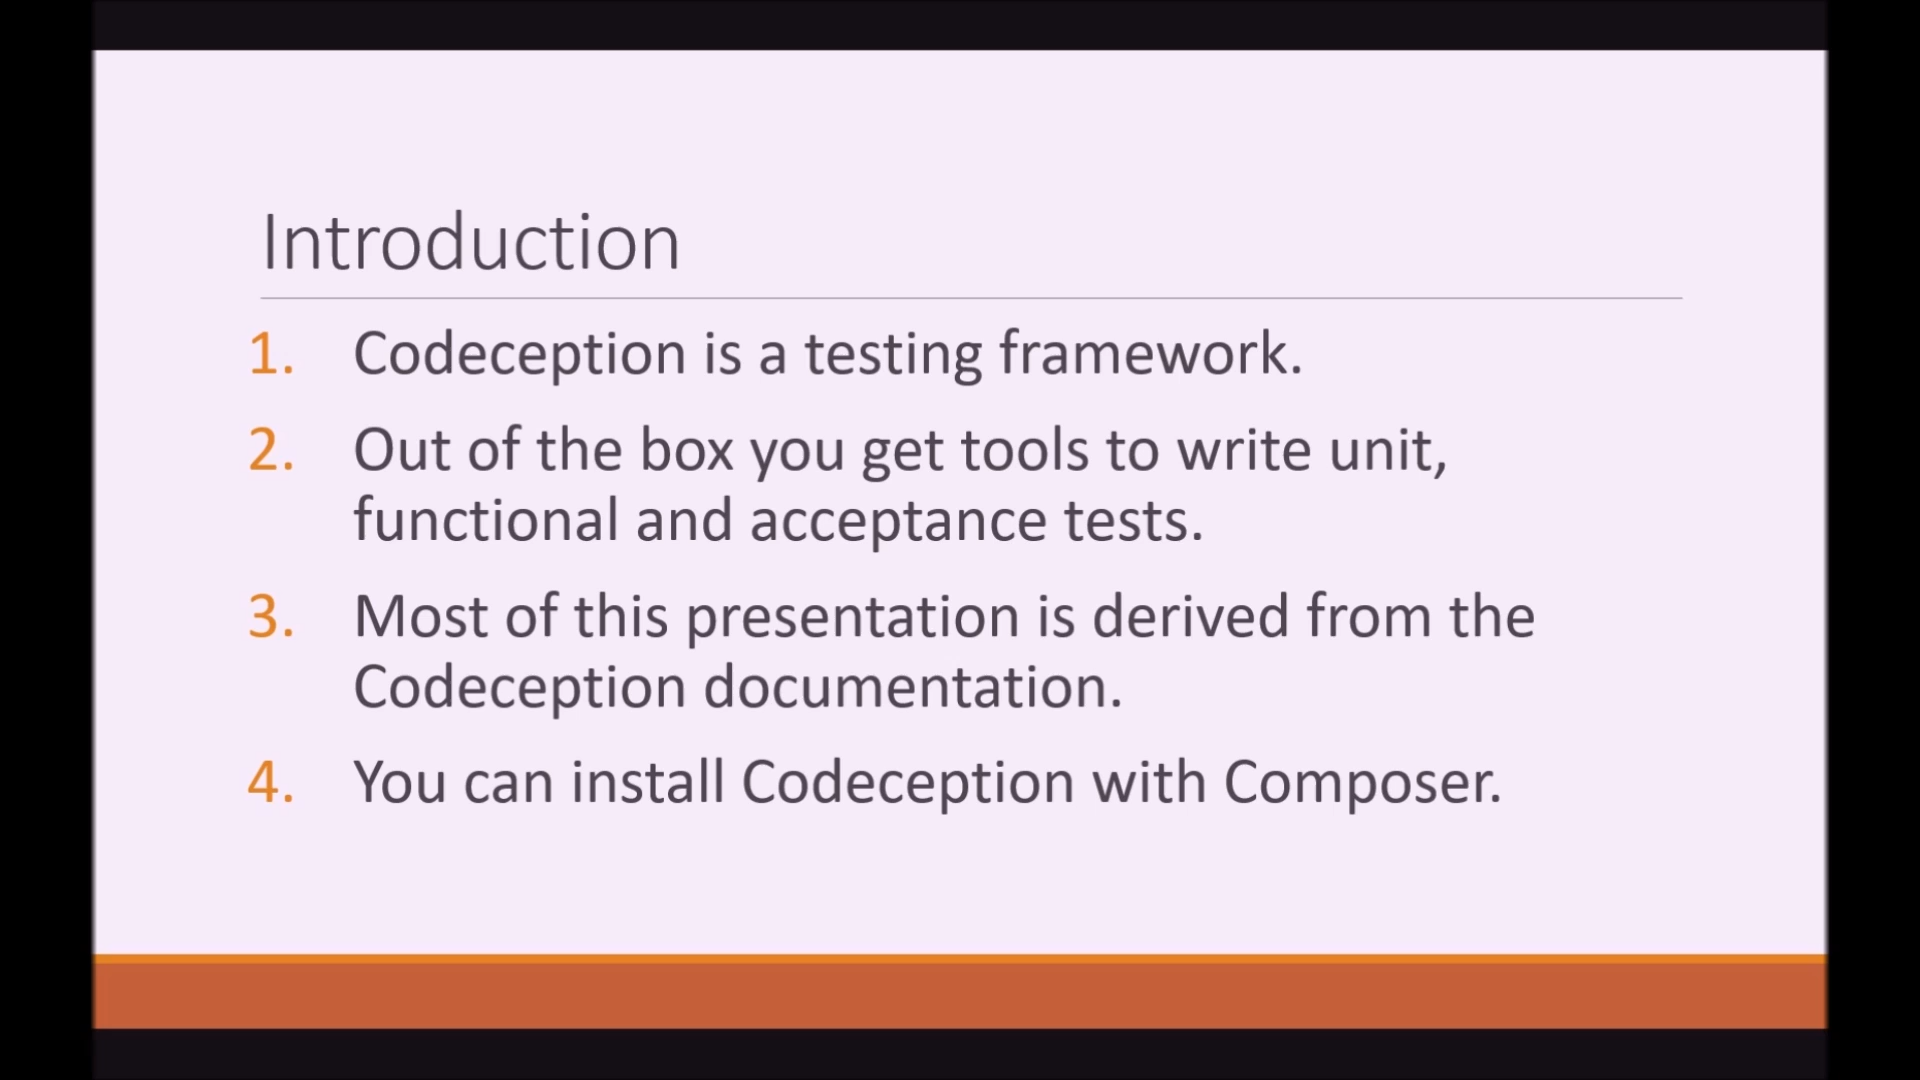 Introduction
1. Codeception is a testing framework.
2. Out of the box you get tools to write unit,
functional and acceptance tests.
3. Most of this presentation is derived from the
Codeception documentation.
4. You can install Codeception with Composer.